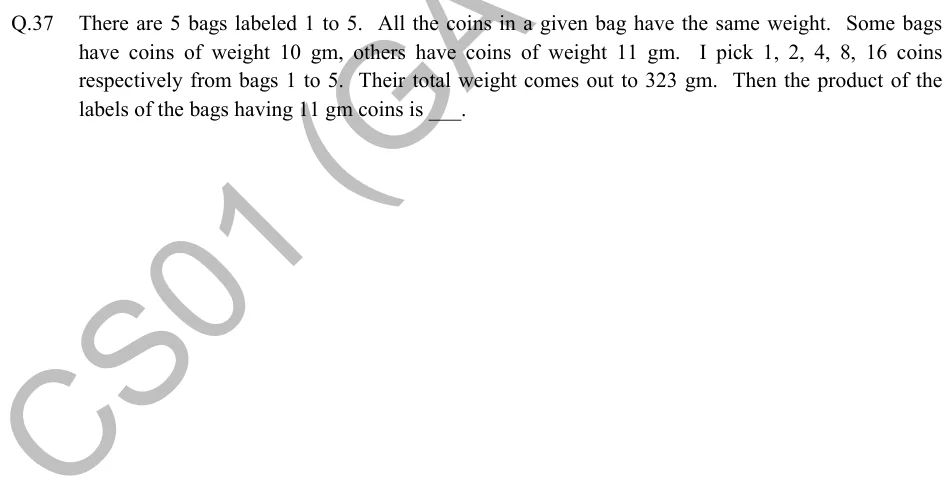 Q.37 There are 5 bags labeled 1 to 5. All the coins in a given bag have the same weight. Some bags
have coins of weight 10 gm, others have coins of weight 11 gm. I pick 1, 2, 4, 8, 16 coins
respectively from bags 1 to 5. Their total weight comes out to 323 gm. Then the product of the
labels of the bags having 11 gm coins is ___.
CS01 (GA